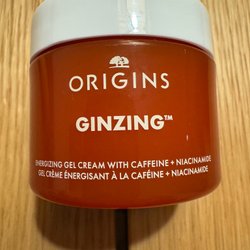 ORIGINS
GINZING™
ENERGIZING GEL CREAM WITH CAFFEINE + NIACINAMIDE
GEL CRÈME ÉNERGISANT À LA CAFÉINE + NIACINAMIDE